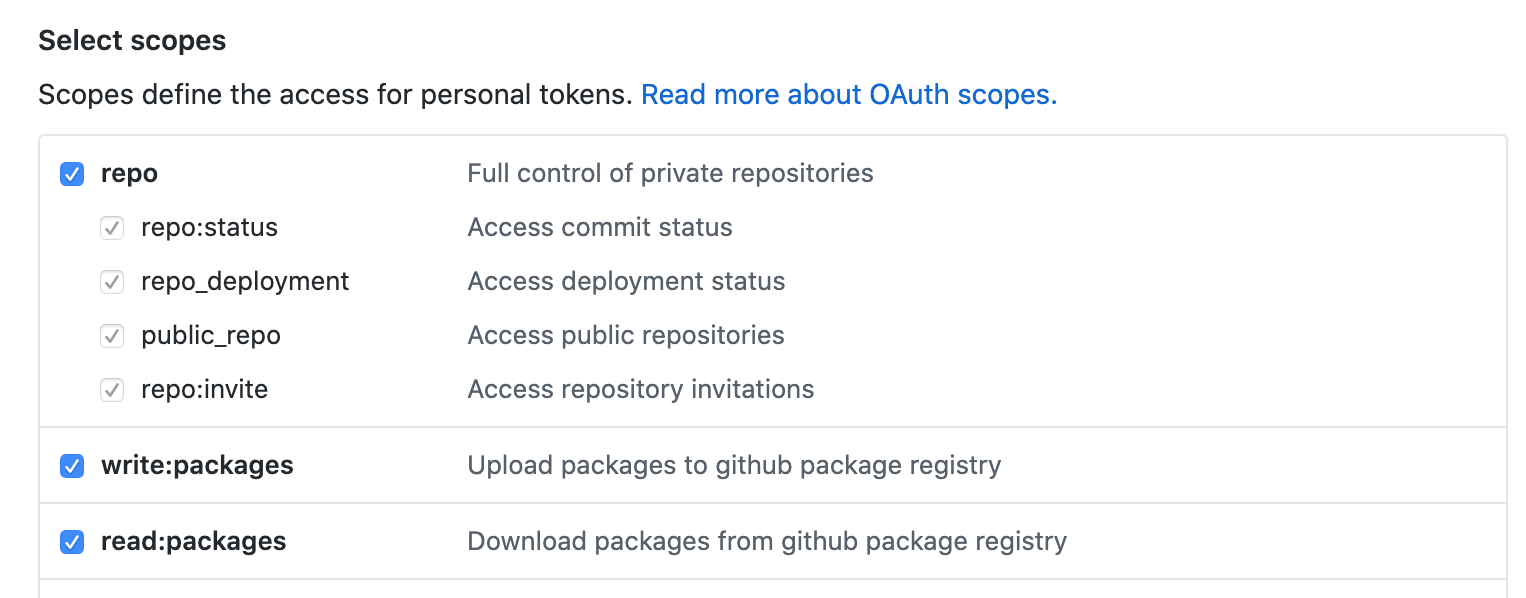 Select scopes
Scopes define the access for personal tokens. Read more about OAuth scopes.
repo Full control of private repositories
repo:status Access commit status
repo_deployment Access deployment status
public_repo Access public repositories
repo:invite Access repository invitations
write:packages Upload packages to github package registry
read:packages Download packages from github package registry